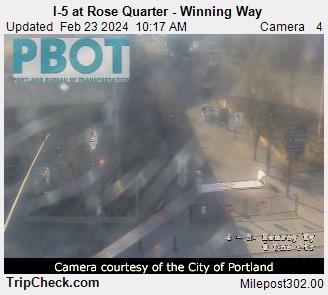 I-5 at Rose Quarter - Winning Way
Updated Feb 23 2024 10:17 AM Camera 4
PBOT
PORTLAND BUREAU OF TRANSPORTATION
Camera courtesy of the City of Portland
TripCheck.com Milepost302.00